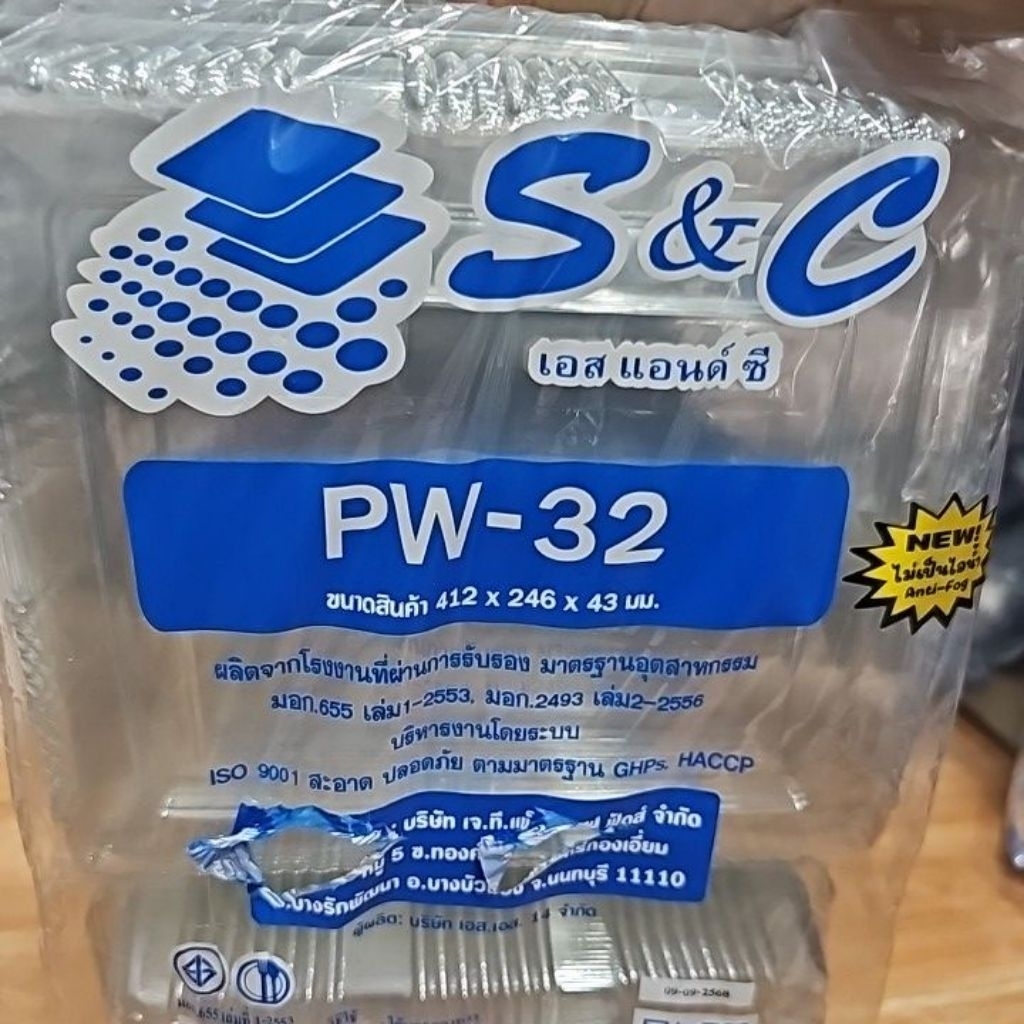 S&C
เอส แอนด์ ซี
PW-32
ขนาดสินค้า 412 x 246 x 43 มม.
NEW!
ไม่เป็นไอน้ำ
Anti-Fog
ผลิตจากโรงงานที่ผ่านการรับรอง มาตรฐานอุตสาหกรรม
มอก.655 เล่ม1-2553, มอก.2493 เล่ม2-2556
บริหารงานโดยระบบ
ISO 9001 สะอาด ปลอดภัย ตามมาตรฐาน GHPs. HACCP
บริษัท เจ.ที.แพ็ จำกัด
5 ซ.ทอง
อ.บางบัวทอง จ.นนทบุรี 11110
ผู้ผลิต: บริษัท เอส.เอส. 14 จำกัด
09-09-2568
มอก.655 เล่มที่ 1-2553